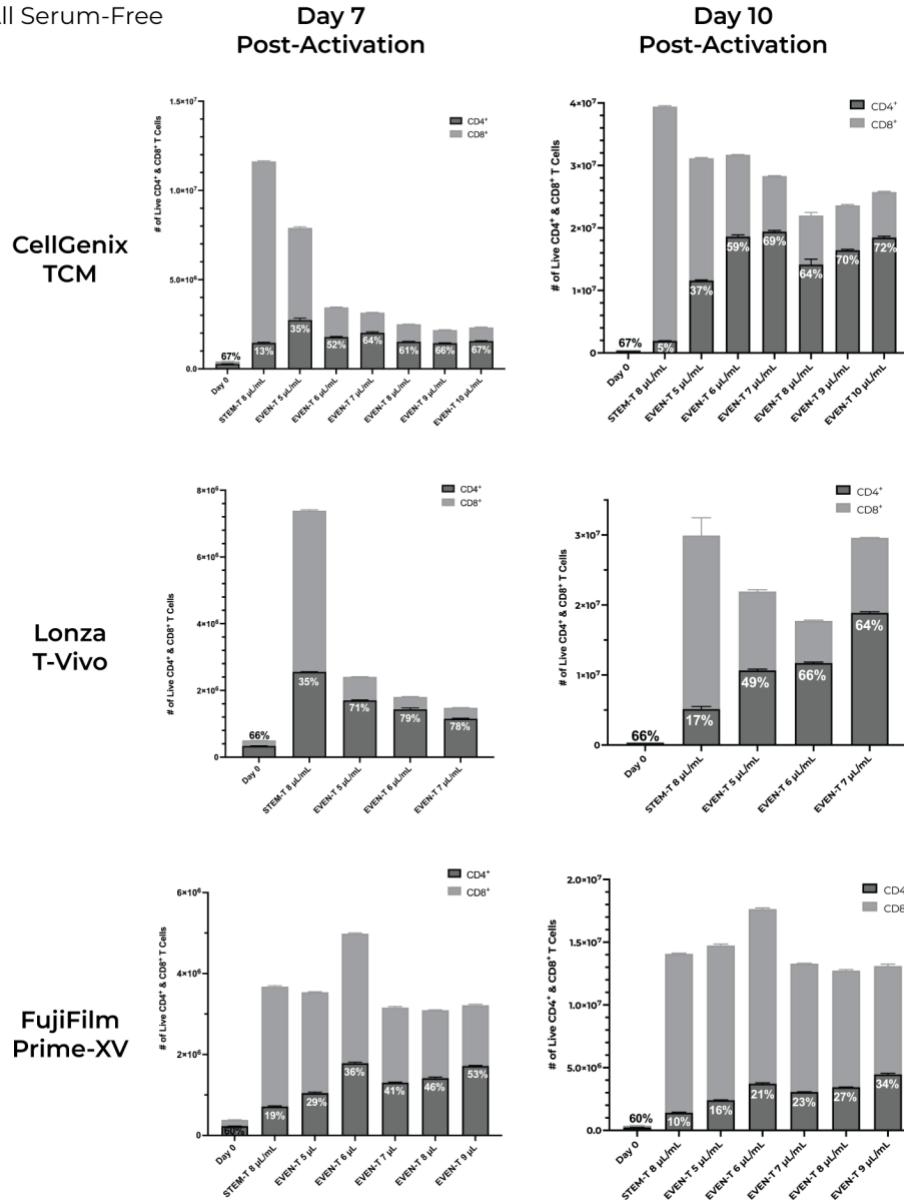 All Serum-Free
Day 7
Post-Activation
Day 10
Post-Activation
CellGenix
TCM
# of Live CD4⁺ & CD8⁺ T Cells
1.5×10⁷
1.0×10⁷
5.0×10⁶
0.0
CD4⁺
CD8⁺
67%
13%
35%
52%
64%
61%
66%
67%
Day 0
STEM-T 8 µL/mL
EVEN-T 5 µL/mL
EVEN-T 6 µL/mL
EVEN-T 7 µL/mL
EVEN-T 8 µL/mL
EVEN-T 9 µL/mL
EVEN-T 10 µL/mL
# of Live CD4⁺ & CD8⁺ T Cells
4×10⁷
3×10⁷
2×10⁷
1×10⁷
0
CD4⁺
CD8⁺
67%
5%
37%
59%
69%
64%
70%
72%
Day 0
STEM-T 8 µL/mL
EVEN-T 5 µL/mL
EVEN-T 6 µL/mL
EVEN-T 7 µL/mL
EVEN-T 8 µL/mL
EVEN-T 9 µL/mL
EVEN-T 10 µL/mL
Lonza
T-Vivo
# of Live CD4⁺ & CD8⁺ T Cells
8×10⁶
6×10⁶
4×10⁶
2×10⁶
0
CD4⁺
CD8⁺
66%
35%
71%
79%
78%
Day 0
STEM-T 8 µL/mL
EVEN-T 5 µL/mL
EVEN-T 6 µL/mL
EVEN-T 7 µL/mL
# of Live CD4⁺ & CD8⁺ T Cells
3×10⁷
2×10⁷
1×10⁷
0
CD4⁺
CD8⁺
66%
17%
49%
66%
64%
Day 0
STEM-T 8 µL/mL
EVEN-T 5 µL/mL
EVEN-T 6 µL/mL
EVEN-T 7 µL/mL
FujiFilm
Prime-XV
# of Live CD4⁺ & CD8⁺ T Cells
6×10⁶
4×10⁶
2×10⁶
0
CD4⁺
CD8⁺
60%
19%
29%
36%
41%
46%
53%
Day 0
STEM-T 8 µL/mL
EVEN-T 5 µL
EVEN-T 6 µL
EVEN-T 7 µL
EVEN-T 8 µL
EVEN-T 9 µL
# of Live CD4⁺ & CD8⁺ T Cells
2.0×10⁷
1.5×10⁷
1.0×10⁷
5.0×10⁶
0.0
CD4
CD8
60%
10%
16%
21%
23%
27%
34%
Day 0
STEM-T 8 µL/mL
EVEN-T 5 µL/mL
EVEN-T 6 µL/mL
EVEN-T 7 µL/mL
EVEN-T 8 µL/mL
EVEN-T 9 µL/mL